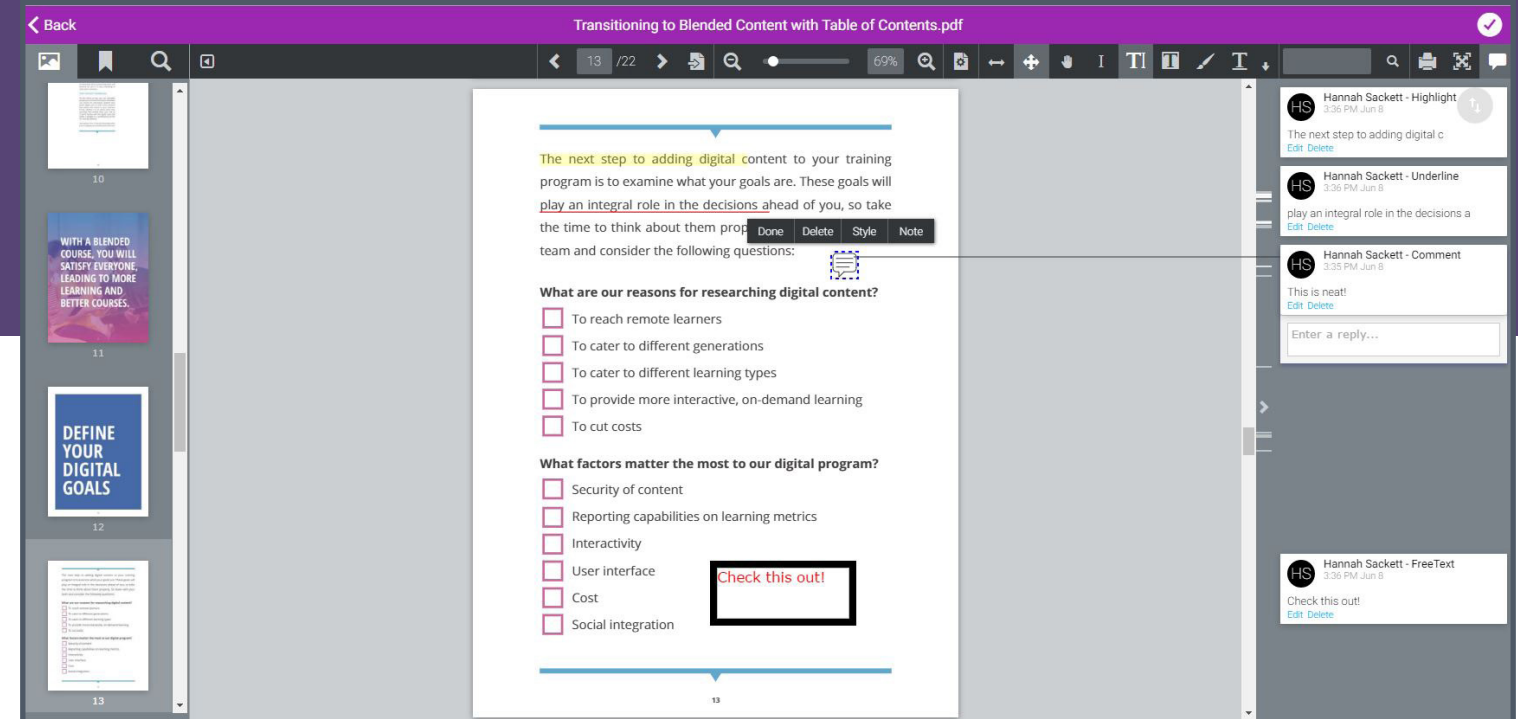 Back
Transitioning to Blended Content with Table of Contents.pdf
13 /22
69%
10
WITH A BLENDED
COURSE, YOU WILL
SATISFY EVERYONE,
LEADING TO MORE
LEARNING AND
BETTER COURSES.
11
DEFINE
YOUR
DIGITAL
GOALS
12
13
The next step to adding digital content to your training
program is to examine what your goals are. These goals will
play an integral role in the decisions ahead of you, so take
the time to think about them prop
Done Delete Style Note
team and consider the following questions:
What are our reasons for researching digital content?
To reach remote learners
To cater to different generations
To cater to different learning types
To provide more interactive, on-demand learning
To cut costs
What factors matter the most to our digital program?
Security of content
Reporting capabilities on learning metrics
Interactivity
User interface
Cost
Social integration
Check this out!
13
HS
Hannah Sackett - Highlight
3:36 PM Jun 8
The next step to adding digital c
Edit Delete
HS
Hannah Sackett - Underline
3:36 PM Jun 8
play an integral role in the decisions a
Edit Delete
HS
Hannah Sackett - Comment
3:35 PM Jun 8
This is neat!
Edit Delete
Enter a reply...
HS
Hannah Sackett - FreeText
3:36 PM Jun 8
Check this out!
Edit Delete